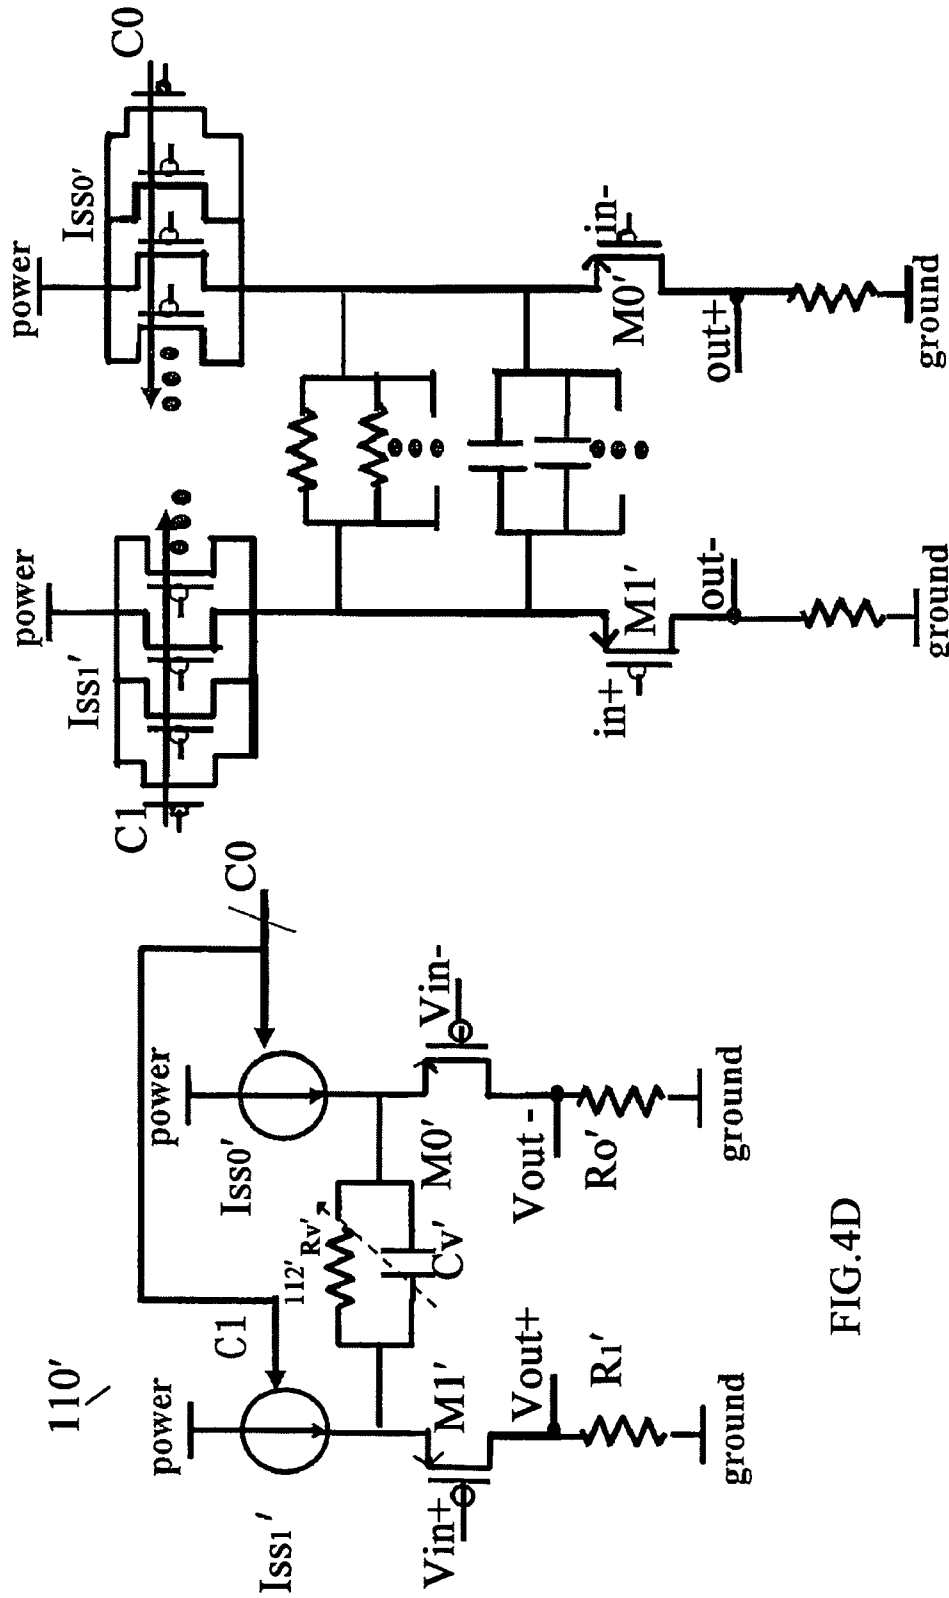 110'
power
Iss1'
C1
power
Iss0'
C0
112'
Rv'
Cv'
Vin+
M1'
M0'
Vin-
Vout+
Vout -
R1'
Ro'
ground
ground
C1
power
Iss1'
power
Iss0'
C0
in+
M1'
M0'
in-
out-
out+
ground
ground
FIG.4D